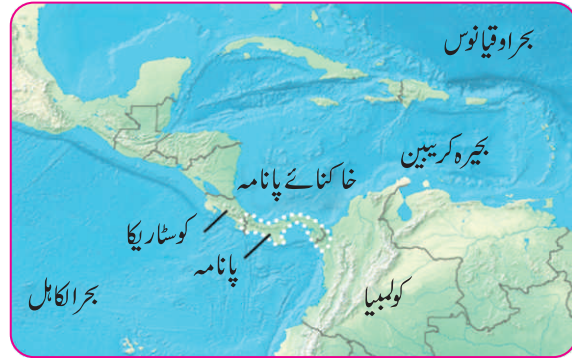 بحراوقیانوس
بحیرہ کریبین
خاکنائے پانامہ
کوسٹاریکا
پانامہ
کولمبیا
بحرالکاہل